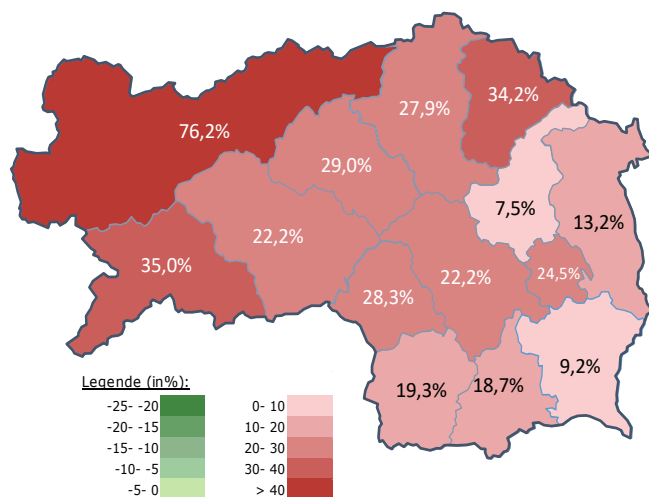 34,2%
27,9%
76,2%
29,0%
7,5%
13,2%
22,2%
35,0%
22,2%
24,5%
28,3%
9,2%
19,3%
18,7%
Legende (in%):
-25- -20 0- 10
-20- -15 10- 20
-15- -10 20- 30
-10- -5 30- 40
-5- 0 > 40